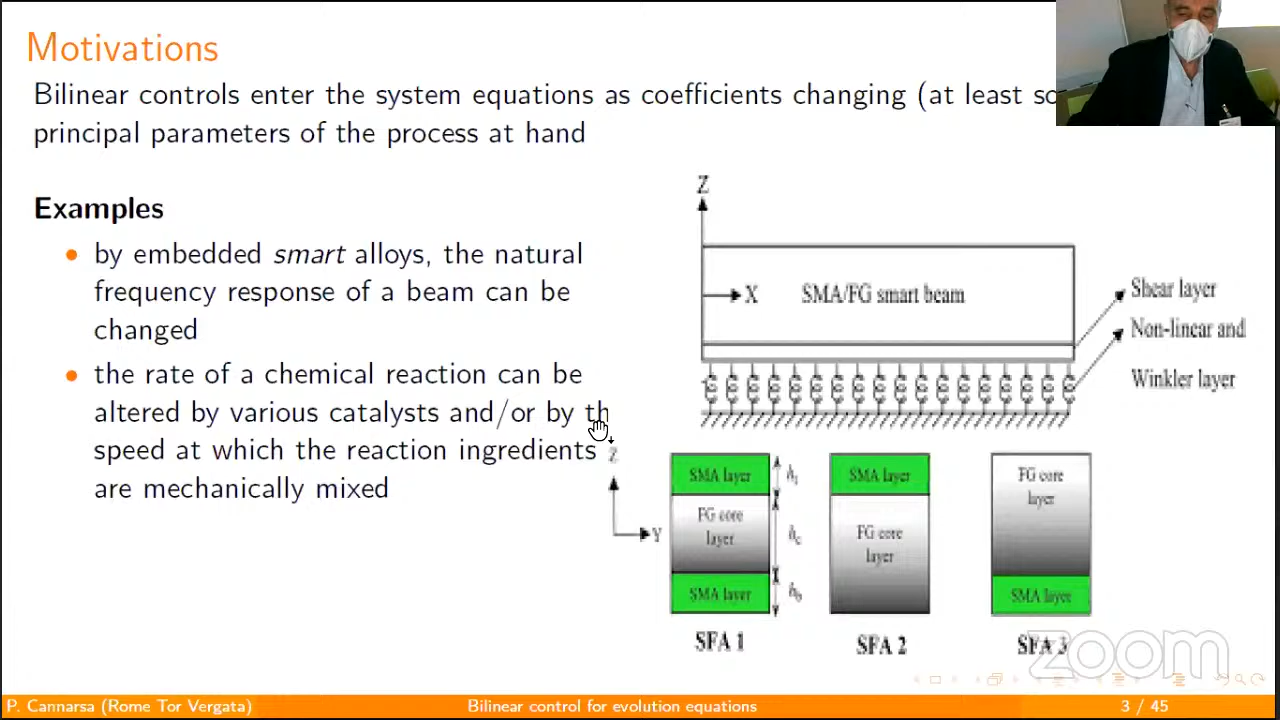 Motivations
Bilinear controls enter the system equations as coefficients changing (at least
principal parameters of the process at hand
Examples
by embedded smart alloys, the natural
frequency response of a beam can be
changed
the rate of a chemical reaction can be
altered by various catalysts and/or by
speed at which the reaction ingredients
are mechanically mixed
Z
X
SMA/FG smart beam
Shear layer
Non-linear and
Winkler layer
Z
Y
SMA layer
FG core
layer
SMA layer
h_t
h_c
h_b
SFA 1
SMA layer
FG core
layer
SFA 2
FG core
layer
SMA layer
SFA 3
zoom
P. Cannarsa (Rome Tor Vergata)
Bilinear control for evolution equations
3 / 45